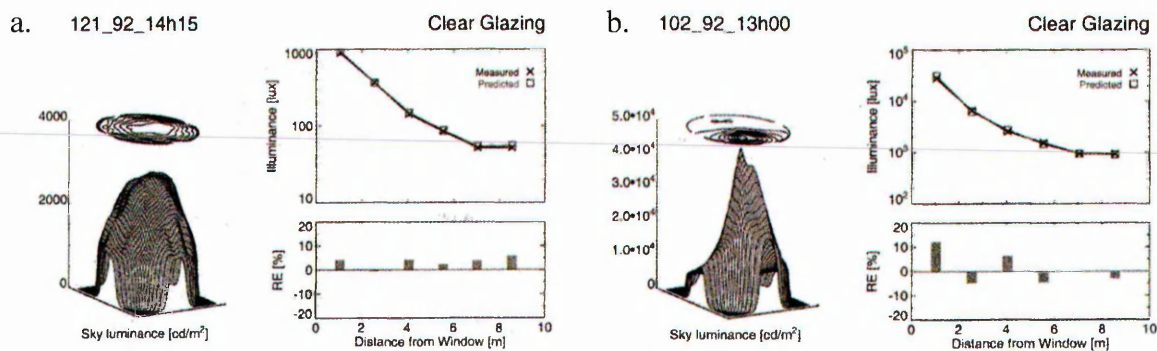 a. 121_92_14h15 Clear Glazing
4000
2000
0
Sky luminance [cd/m²]
1000
100
10
Illuminance [lux]
Measured ×
Predicted □
20
10
0
-10
-20
RE [%]
0 2 4 6 8 10
Distance from Window [m]
b. 102_92_13h00 Clear Glazing
5.0•10⁴
4.0•10⁴
3.0•10⁴
2.0•10⁴
1.0•10⁴
0
Sky luminance [cd/m²]
10⁵
10⁴
10³
10²
Illuminance [lux]
Measured ×
Predicted □
20
10
0
-10
-20
RE [%]
0 2 4 6 8 10
Distance from Window [m]